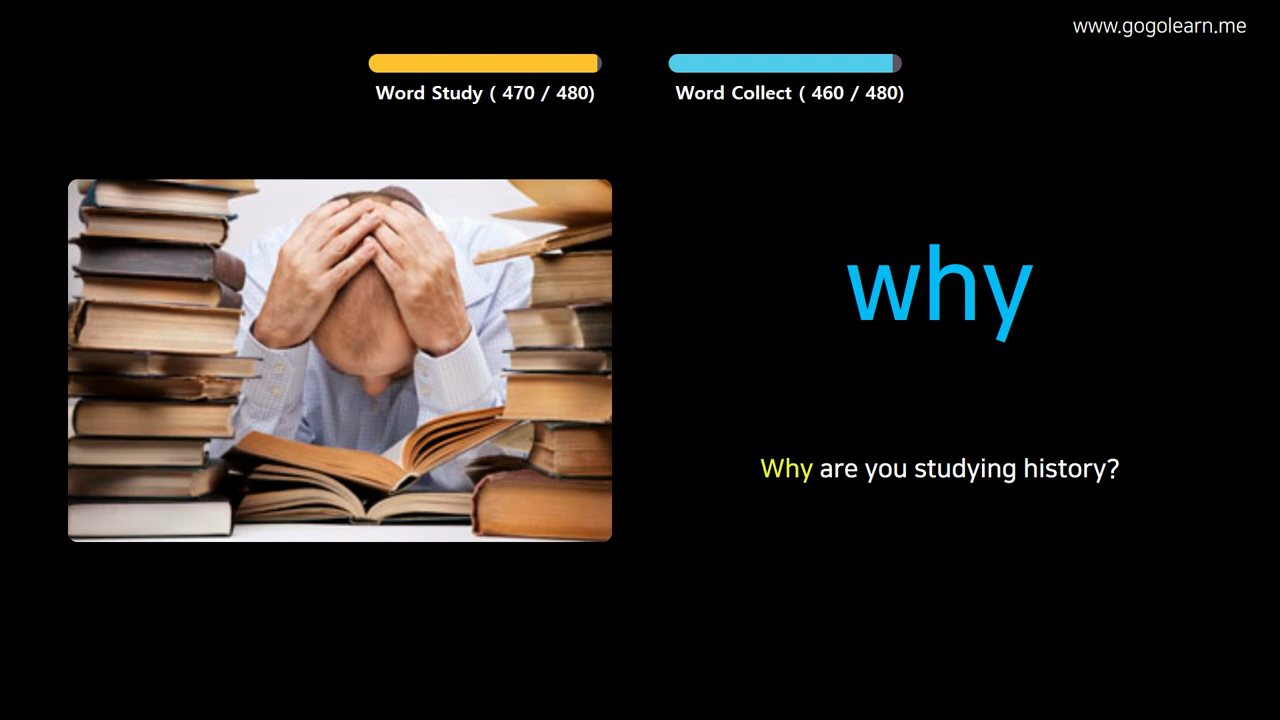 www.gogolearn.me
Word Study ( 470 / 480)
Word Collect ( 460 / 480)
why
Why are you studying history?